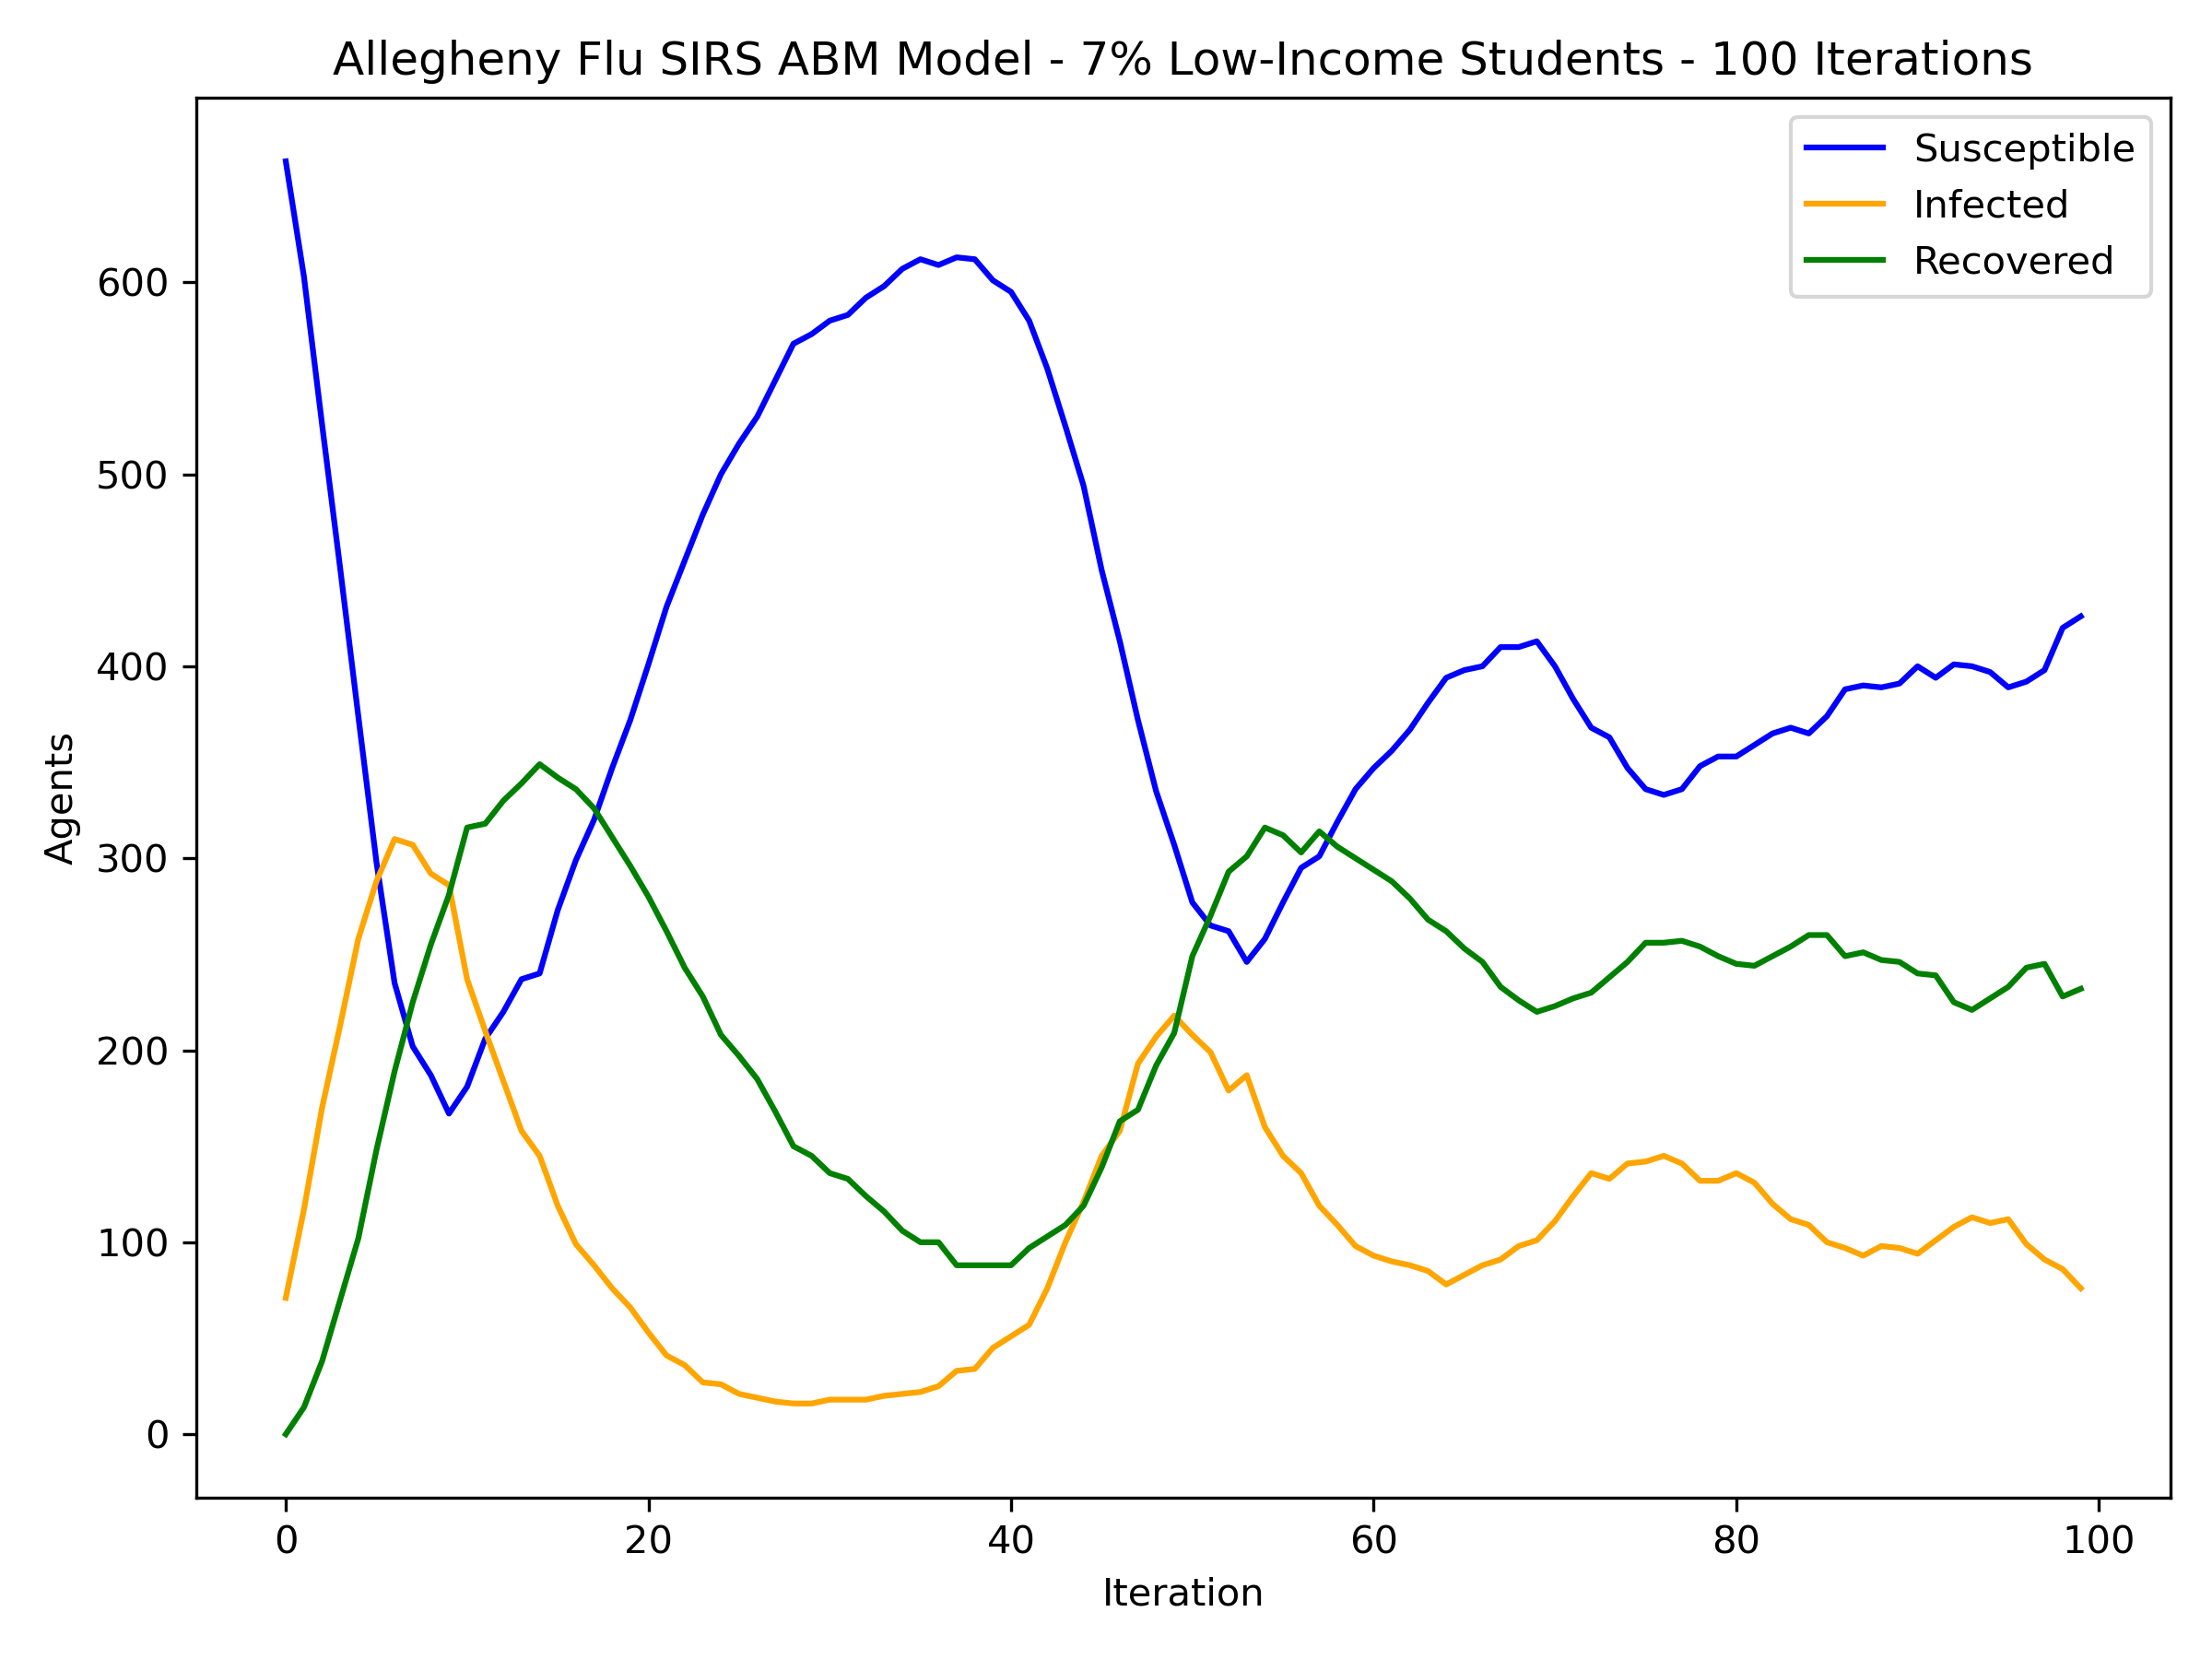 Allegheny Flu SIRS ABM Model - 7% Low-Income Students - 100 Iterations
Susceptible
Infected
Recovered
600
500
400
300
200
100
0
Agents
0 20 40 60 80 100
Iteration